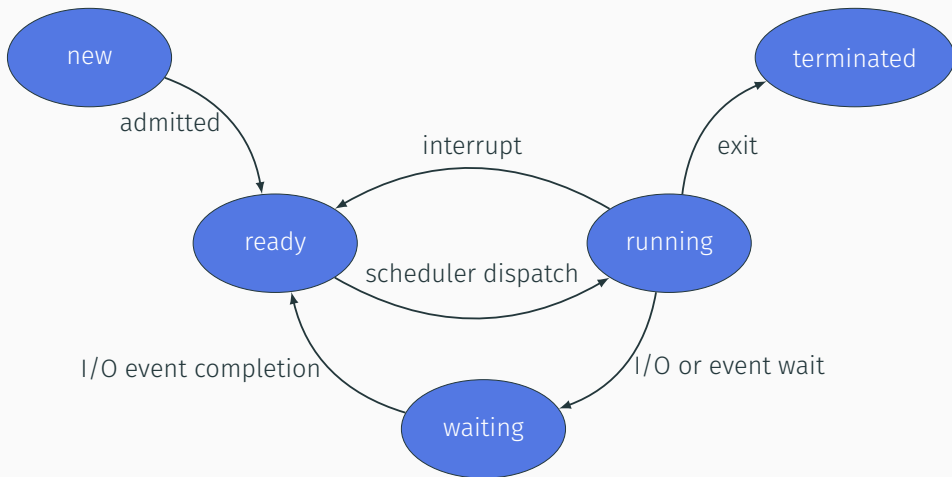 new
terminated
admitted
interrupt
exit
ready
running
scheduler dispatch
I/O event completion
I/O or event wait
waiting